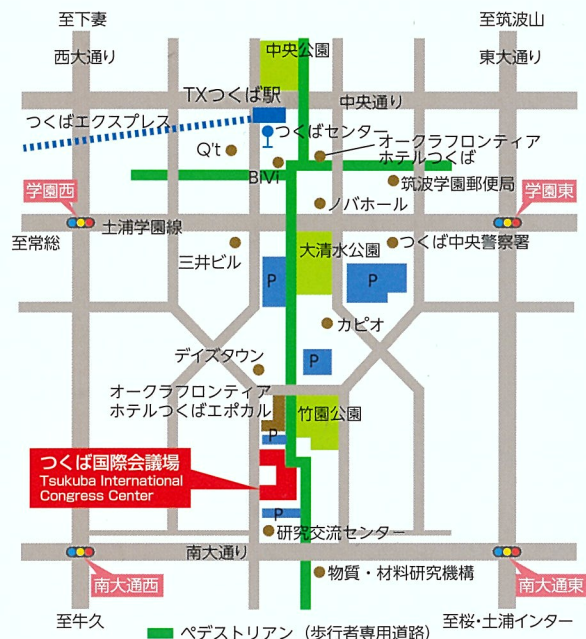 至下妻
至筑波山
西大通り
中央公園
東大通り
TXつくば駅
中央通り
つくばエクスプレス
つくばセンター
オークラフロンティア
ホテルつくば
Q't
BiVi
筑波学園郵便局
学園西
学園東
ノバホール
土浦学園線
至常総
三井ビル
大清水公園
つくば中央警察署
P
P
カピオ
デイズタウン
P
オークラフロンティア
ホテルつくばエポカル
竹園公園
P
つくば国際会議場
Tsukuba International
Congress Center
P
研究交流センター
南大通り
南大通西
物質・材料研究機構
南大通東
至牛久
至桜・土浦インター
ペデストリアン（歩行者専用道路）